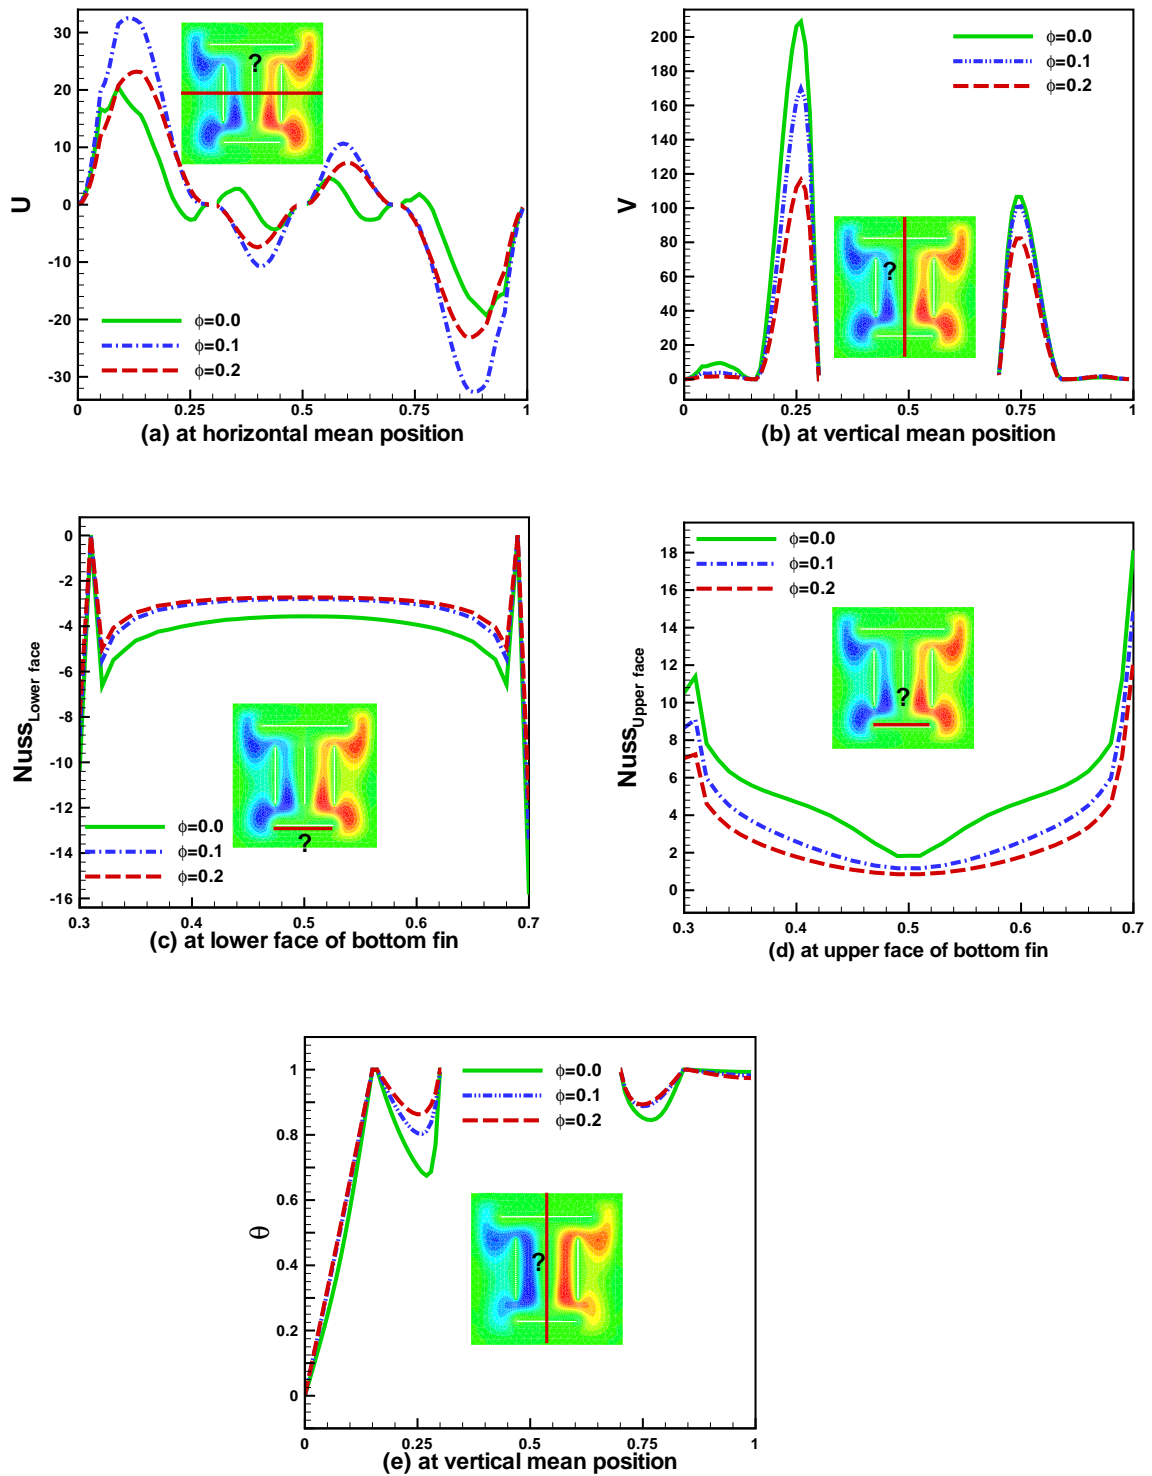 30
20
10
0
-10
-20
-30
U
?
ϕ=0.0
ϕ=0.1
ϕ=0.2
0
0.25
0.5
0.75
1
(a) at horizontal mean position
200
180
160
140
120
100
80
60
40
20
0
V
ϕ=0.0
ϕ=0.1
ϕ=0.2
?
0
0.25
0.5
0.75
1
(b) at vertical mean position
0
-2
-4
-6
-8
-10
-12
-14
-16
Nuss Lower face
?
ϕ=0.0
ϕ=0.1
ϕ=0.2
0.3
0.4
0.5
0.6
0.7
(c) at lower face of bottom fin
18
16
14
12
10
8
6
4
2
0
Nuss Upper face
ϕ=0.0
ϕ=0.1
ϕ=0.2
?
0.3
0.4
0.5
0.6
0.7
(d) at upper face of bottom fin
1
0.8
0.6
0.4
0.2
0
θ
ϕ=0.0
ϕ=0.1
ϕ=0.2
?
0
0.25
0.5
0.75
1
(e) at vertical mean position